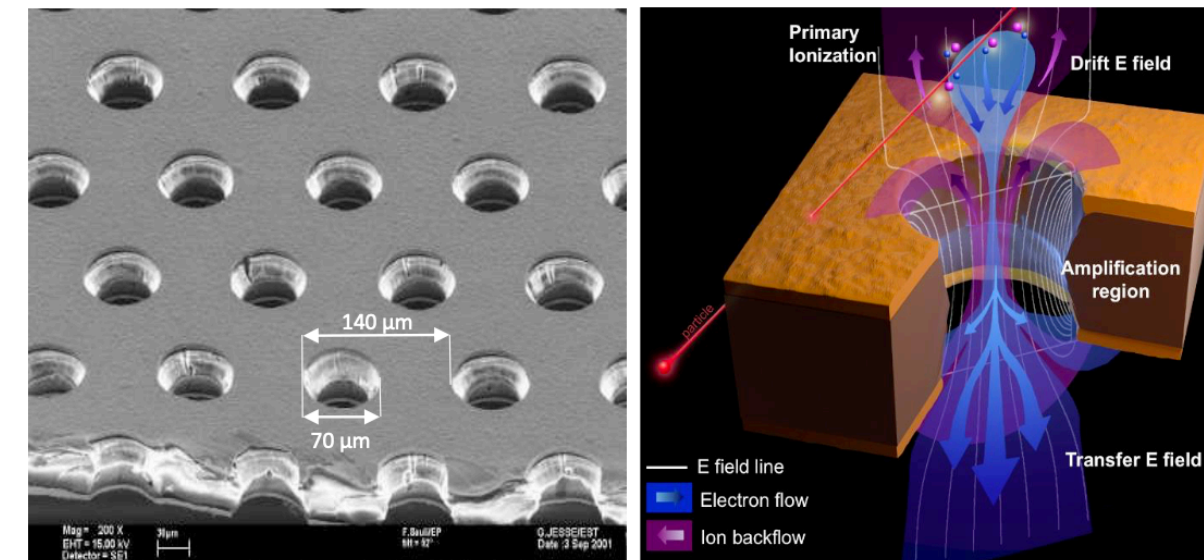 140 µm
70 µm
Mag = 200 X
EHT = 15.00 kV
Detector = SE1
30µm
F.Sauli/EP
tilt = 52°
G.JESSE/EST
Date :3 Sep 2001
Primary
Ionization
Drift E field
Amplification
region
particle
Transfer E field
E field line
Electron flow
Ion backflow